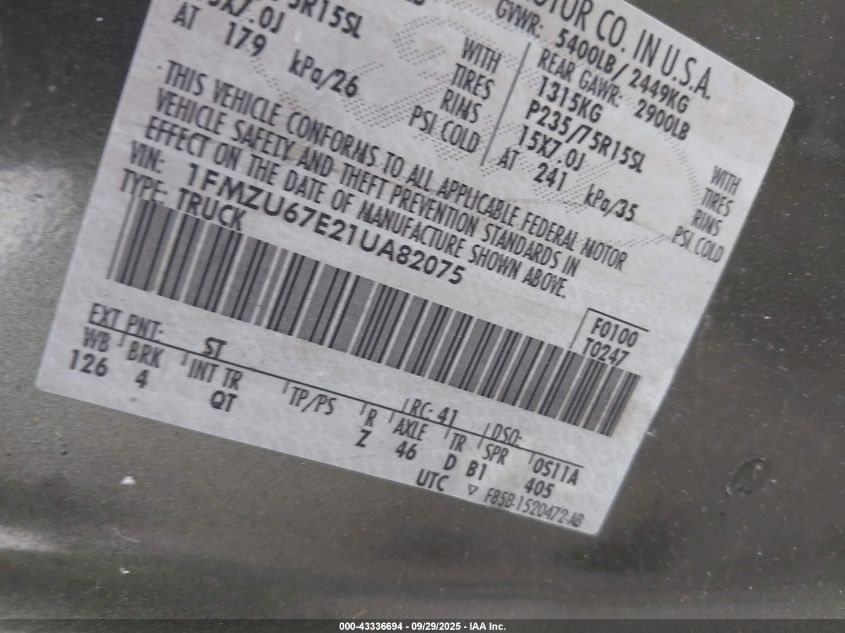 MOTOR CO. IN U.S.A.
GVWR: 5400LB/ 2449KG
REAR GAWR: 2900LB
1315KG
5R15SL WITH P235/75R15SL WITH
X7.0J TIRES 15X7.0J TIRES
AT 179 kPa/26 RIMS PSI COLD AT 241 kPa/35 RIMS PSI COLD
THIS VEHICLE CONFORMS TO ALL APPLICABLE FEDERAL MOTOR
VEHICLE SAFETY AND THEFT PREVENTION STANDARDS IN
EFFECT ON THE DATE OF MANUFACTURE SHOWN ABOVE.
VIN: 1FMZU67E21UA82075
TYPE: TRUCK
F0100
T0247
EXT PNT: ST RC: 41 DSO:
WB BRK INT TR TP/PS R AXLE TR SPR 0S11A
126 4 QT Z 46 D B1 405
UTC ▽ F85B-1520472-AB
000-43336694 - 09/29/2025 - IAA Inc.